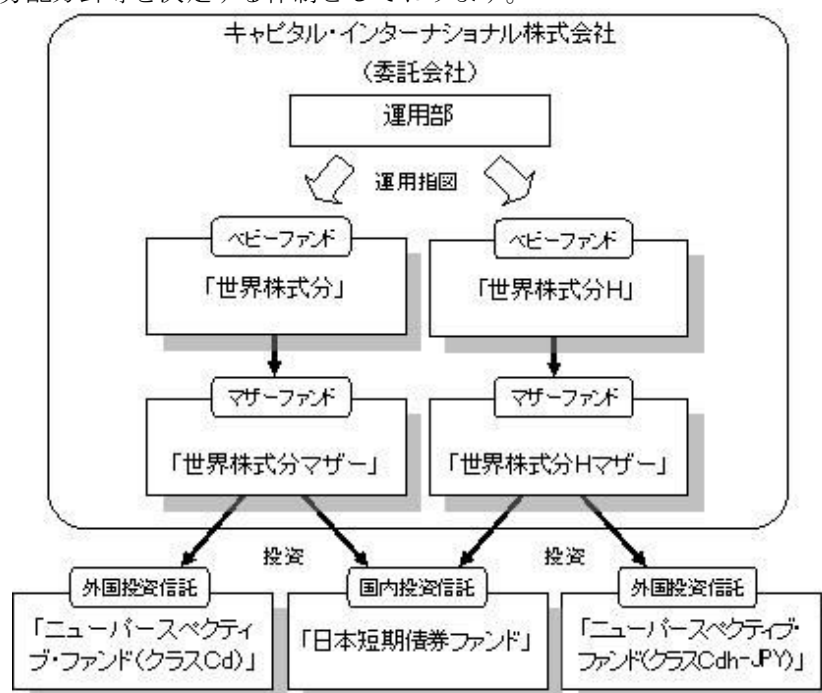 キャピタル・インターナショナル株式会社
（委託会社）
運用部
運用指図
ベビーファンド
ベビーファンド
「世界株式分」
「世界株式分H」
マザーファンド
マザーファンド
「世界株式分マザー」
「世界株式分Hマザー」
投資
投資
外国投資信託
国内投資信託
外国投資信託
「ニューパースペクティ
ブ・ファンド(クラスCd)」
「日本短期債券ファンド」
「ニューパースペクティブ・
ファンド(クラスCdh-JPY)」